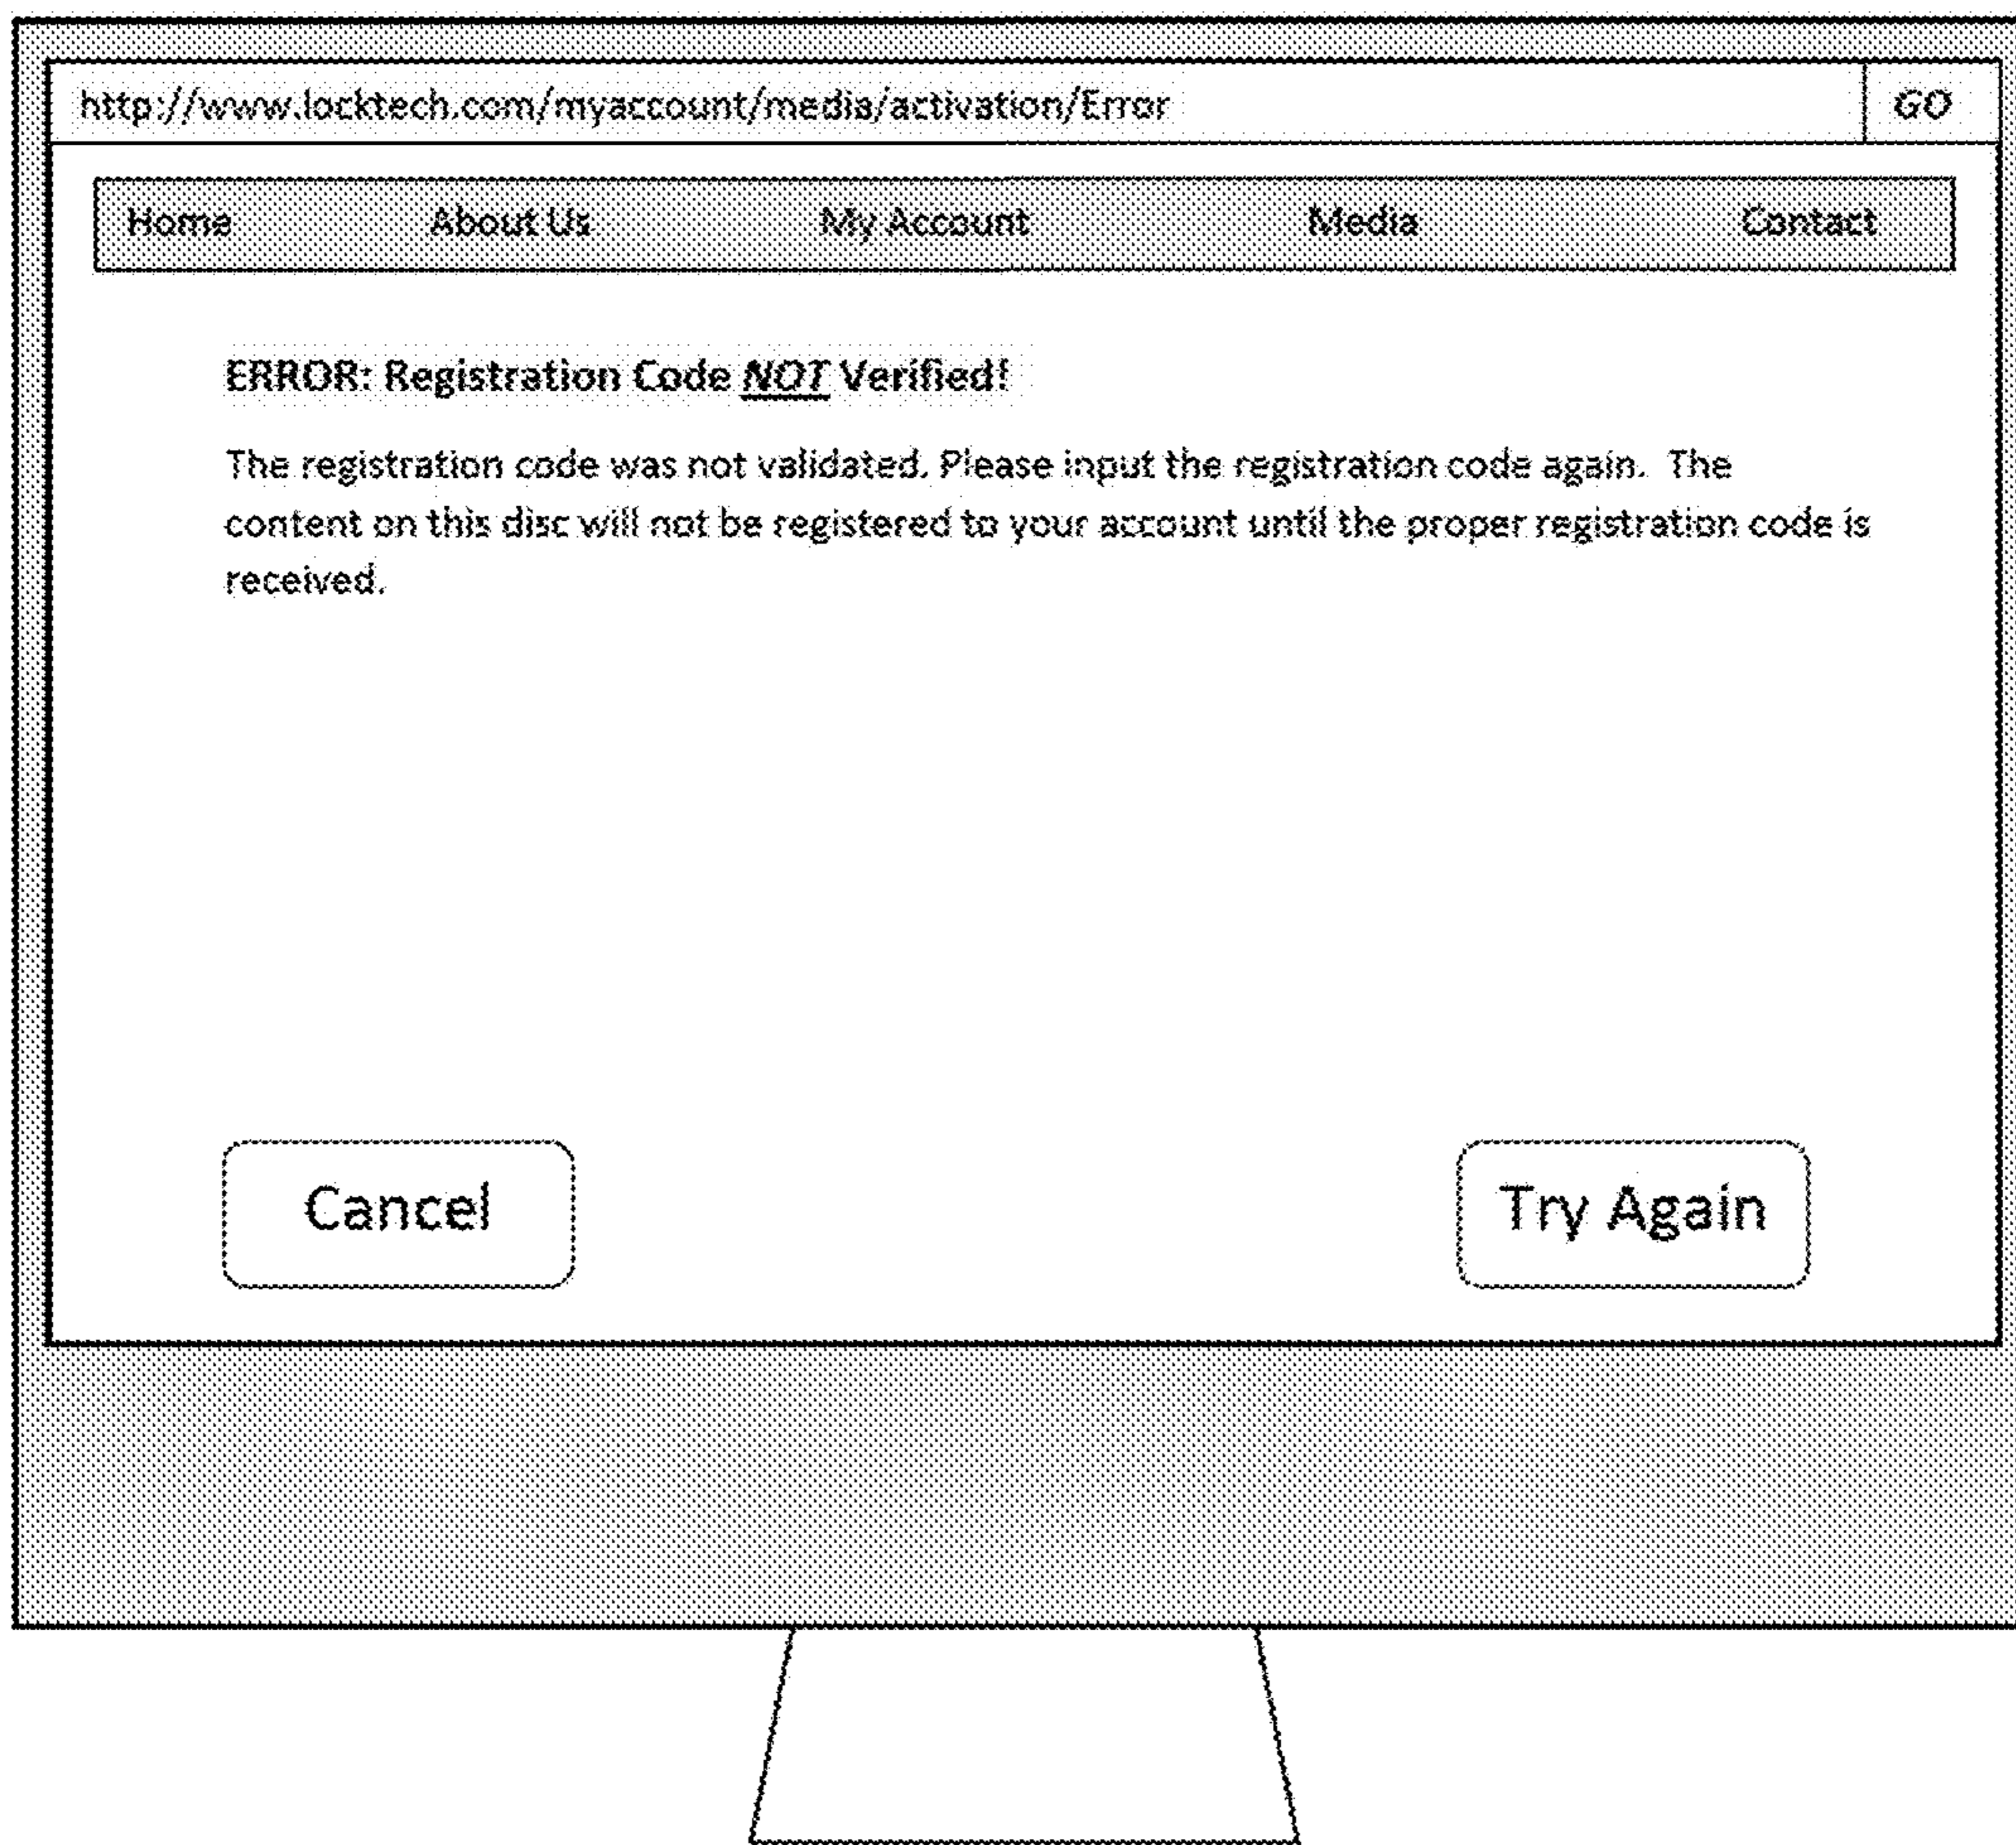 http://www.locktech.com/myaccount/media/activation/Error GO
Home About Us My Account Media Contact
ERROR: Registration Code NOT Verified!
The registration code was not validated. Please input the registration code again.  The
content on this disc will not be registered to your account until the proper registration code is
received.
Cancel Try Again